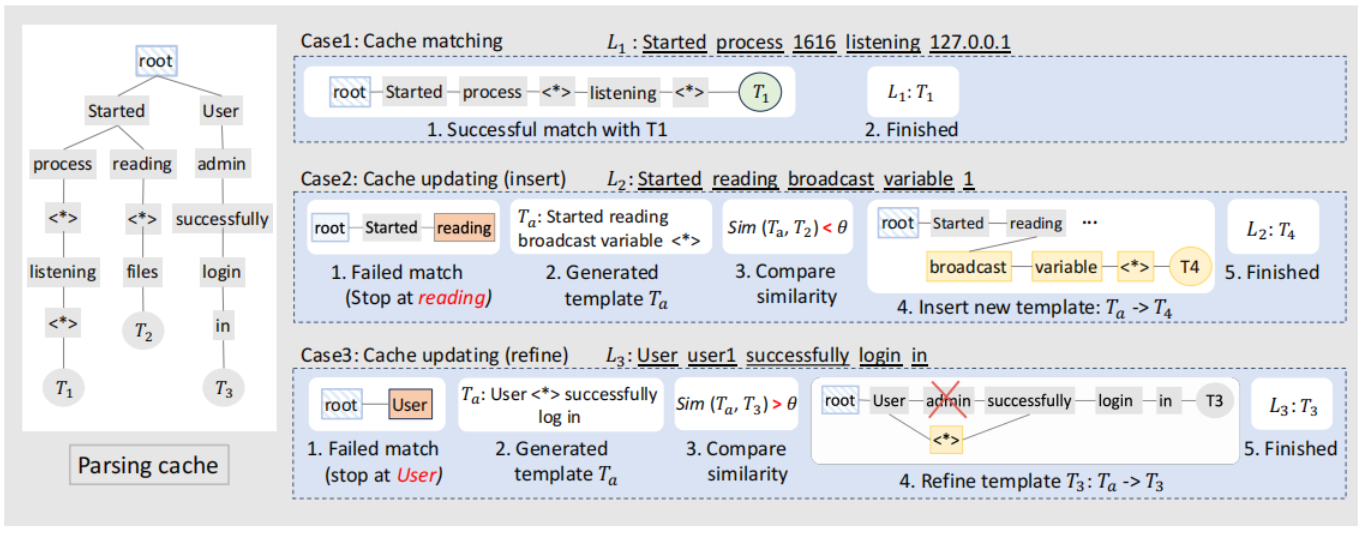 root
Started User
process reading admin
<*> <*> successfully
listening files login
<*> T2 in
T1 T3
Parsing cache
Case1: Cache matching L1 : Started process 1616 listening 127.0.0.1
root Started process <*> listening <*> T1
L1: T1
1. Successful match with T1
2. Finished
Case2: Cache updating (insert) L2: Started reading broadcast variable 1
root Started reading
1. Failed match
(Stop at reading)
Ta: Started reading
broadcast variable <*>
2. Generated
template Ta
Sim (Ta, T2) < θ
3. Compare
similarity
root Started reading ...
broadcast variable <*> T4
4. Insert new template: Ta -> T4
L2: T4
5. Finished
Case3: Cache updating (refine) L3: User user1 successfully login in
root User
1. Failed match
(stop at User)
Ta: User <*> successfully
log in
2. Generated
template Ta
Sim (Ta, T3) > θ
3. Compare
similarity
root User admin successfully login in T3
<*>
4. Refine template T3: Ta -> T3
L3: T3
5. Finished